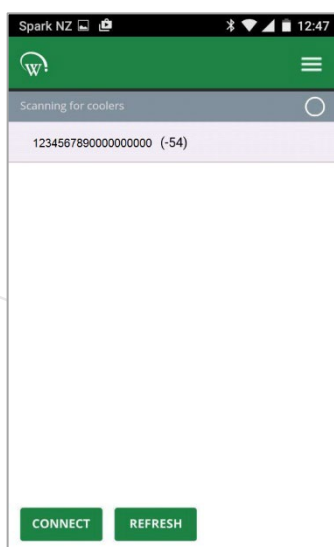 Spark NZ 12:47
W
Scanning for coolers
1234567890000000000 (-54)
CONNECT REFRESH